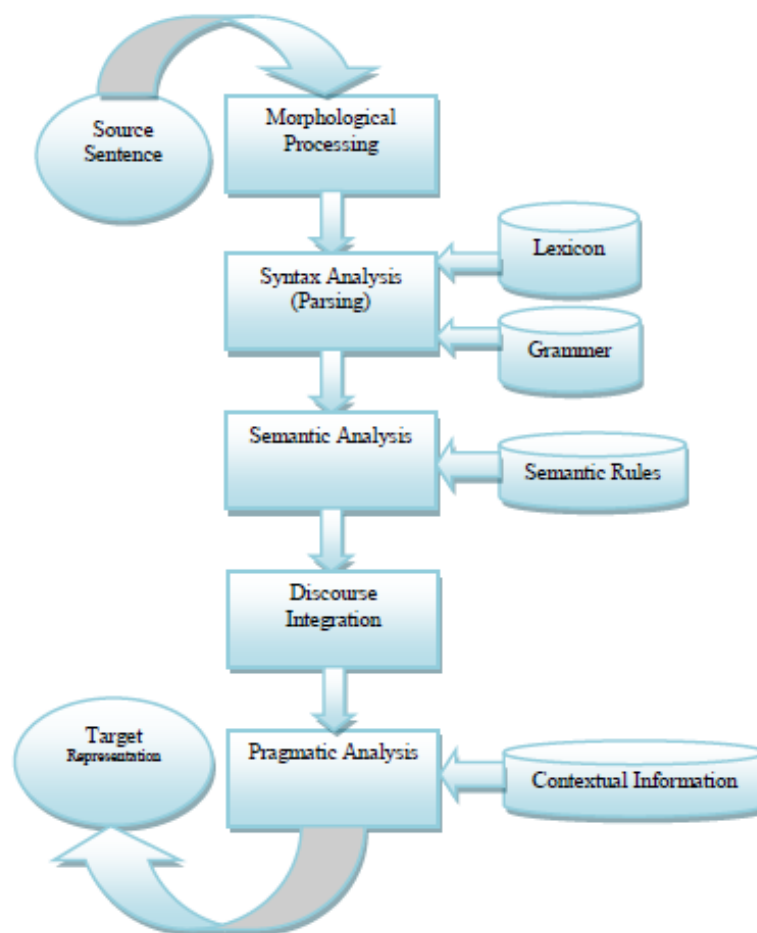 Source
Sentence
Morphological
Processing
Syntax Analysis
(Parsing)
Lexicon
Grammer
Semantic Analysis
Semantic Rules
Discourse
Integration
Target
Representation
Pragmatic Analysis
Contextual Information